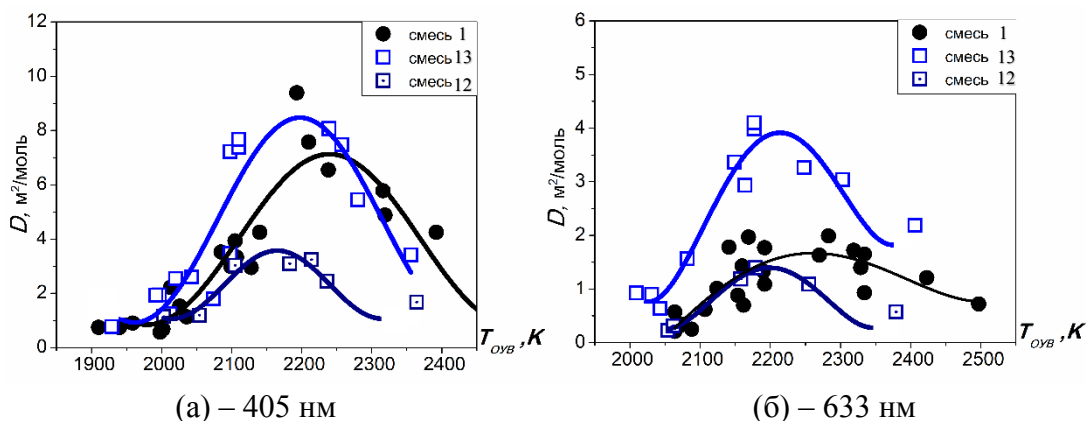 12
10
8
6
4
2
0
D, м²/моль
смесь 1
смесь 13
смесь 12
1900 2000 2100 2200 2300 2400
T_ОУВ ,К
(а) – 405 нм
6
5
4
3
2
1
0
D, м²/моль
смесь 1
смесь 13
смесь 12
2000 2100 2200 2300 2400 2500
T_ОУВ ,К
(б) – 633 нм